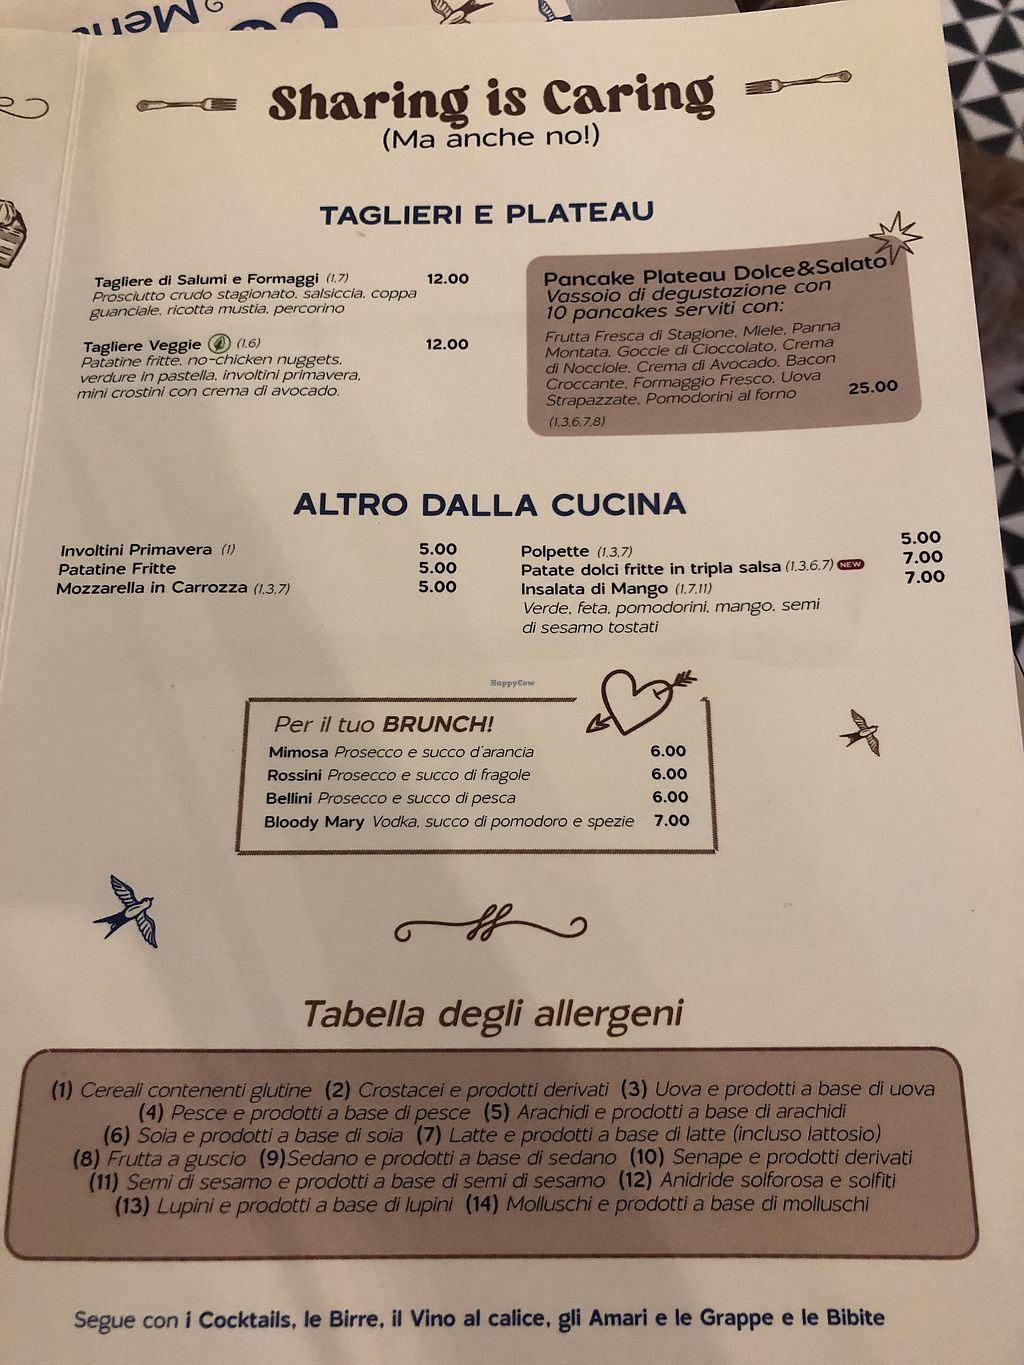 Menu
Sharing is Caring
(Ma anche no!)
TAGLIERI E PLATEAU
Tagliere di Salumi e Formaggi (1.7) 12.00
Prosciutto crudo stagionato, salsiccia, coppa
guanciale, ricotta mustia, percorino
Tagliere Veggie (1.6) 12.00
Patatine fritte, no-chicken nuggets,
verdure in pastella, involtini primavera,
mini crostini con crema di avocado.
Pancake Plateau Dolce&Salato
Vassoio di degustazione con
10 pancakes serviti con:
Frutta Fresca di Stagione, Miele, Panna
Montata, Goccie di Cioccolato, Crema
di Nocciole, Crema di Avocado, Bacon
Croccante, Formaggio Fresco, Uova
Strapazzate, Pomodorini al forno 25.00
(1.3.6.7.8)
ALTRO DALLA CUCINA
Involtini Primavera (1) 5.00
Patatine Fritte 5.00
Mozzarella in Carrozza (1.3.7) 5.00
Polpette (1.3.7) 5.00
Patate dolci fritte in tripla salsa (1.3.6.7) NEW 7.00
Insalata di Mango (1.7.11) 7.00
Verde, feta, pomodorini, mango, semi
di sesamo tostati
HappyCow
Per il tuo BRUNCH!
Mimosa Prosecco e succo d'arancia 6.00
Rossini Prosecco e succo di fragole 6.00
Bellini Prosecco e succo di pesca 6.00
Bloody Mary Vodka, succo di pomodoro e spezie 7.00
Tabella degli allergeni
(1) Cereali contenenti glutine (2) Crostacei e prodotti derivati (3) Uova e prodotti a base di uova
(4) Pesce e prodotti a base di pesce (5) Arachidi e prodotti a base di arachidi
(6) Soia e prodotti a base di soia (7) Latte e prodotti a base di latte (incluso lattosio)
(8) Frutta a guscio (9)Sedano e prodotti a base di sedano (10) Senape e prodotti derivati
(11) Semi di sesamo e prodotti a base di semi di sesamo (12) Anidride solforosa e solfiti
(13) Lupini e prodotti a base di lupini (14) Molluschi e prodotti a base di molluschi
Segue con i Cocktails, le Birre, il Vino al calice, gli Amari e le Grappe e le Bibite